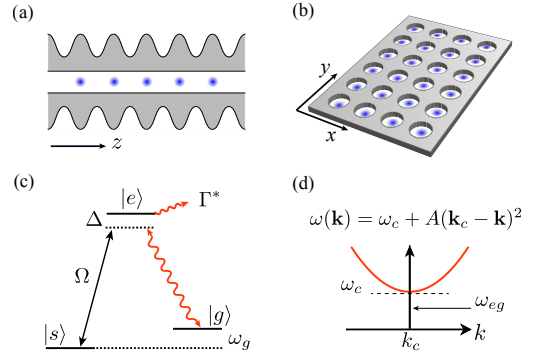 (a)
z
(b)
y
x
(c)
|e⟩
Γ*
Δ
Ω
|g⟩
|s⟩
ω_g
(d)
ω(𝐤) = ω_c + A(𝐤_c − 𝐤)²
ω_c
ω_eg
k_c
k